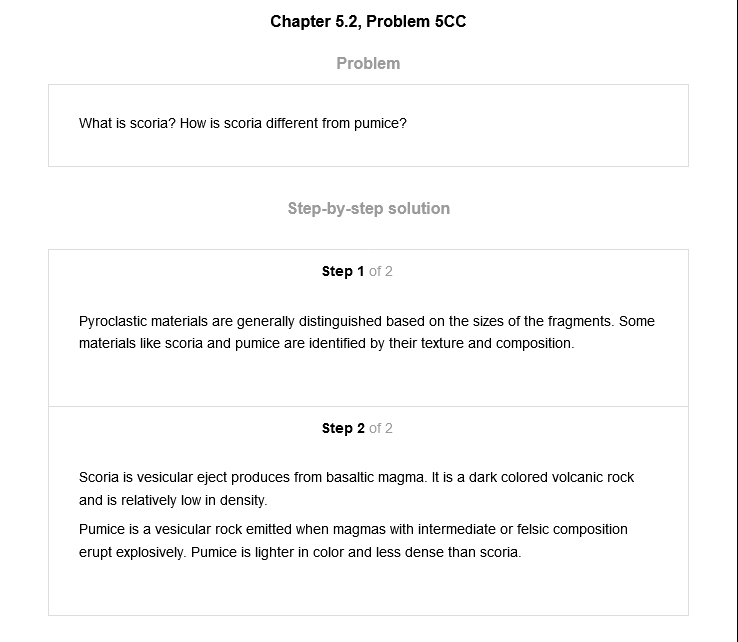 Chapter 5.2, Problem 5CC
Problem
What is scoria? How is scoria different from pumice?
Step-by-step solution
Step 1 of 2
Pyroclastic materials are generally distinguished based on the sizes of the fragments. Some
materials like scoria and pumice are identified by their texture and composition.
Step 2 of 2
Scoria is vesicular eject produces from basaltic magma. It is a dark colored volcanic rock
and is relatively low in density.
Pumice is a vesicular rock emitted when magmas with intermediate or felsic composition
erupt explosively. Pumice is lighter in color and less dense than scoria.